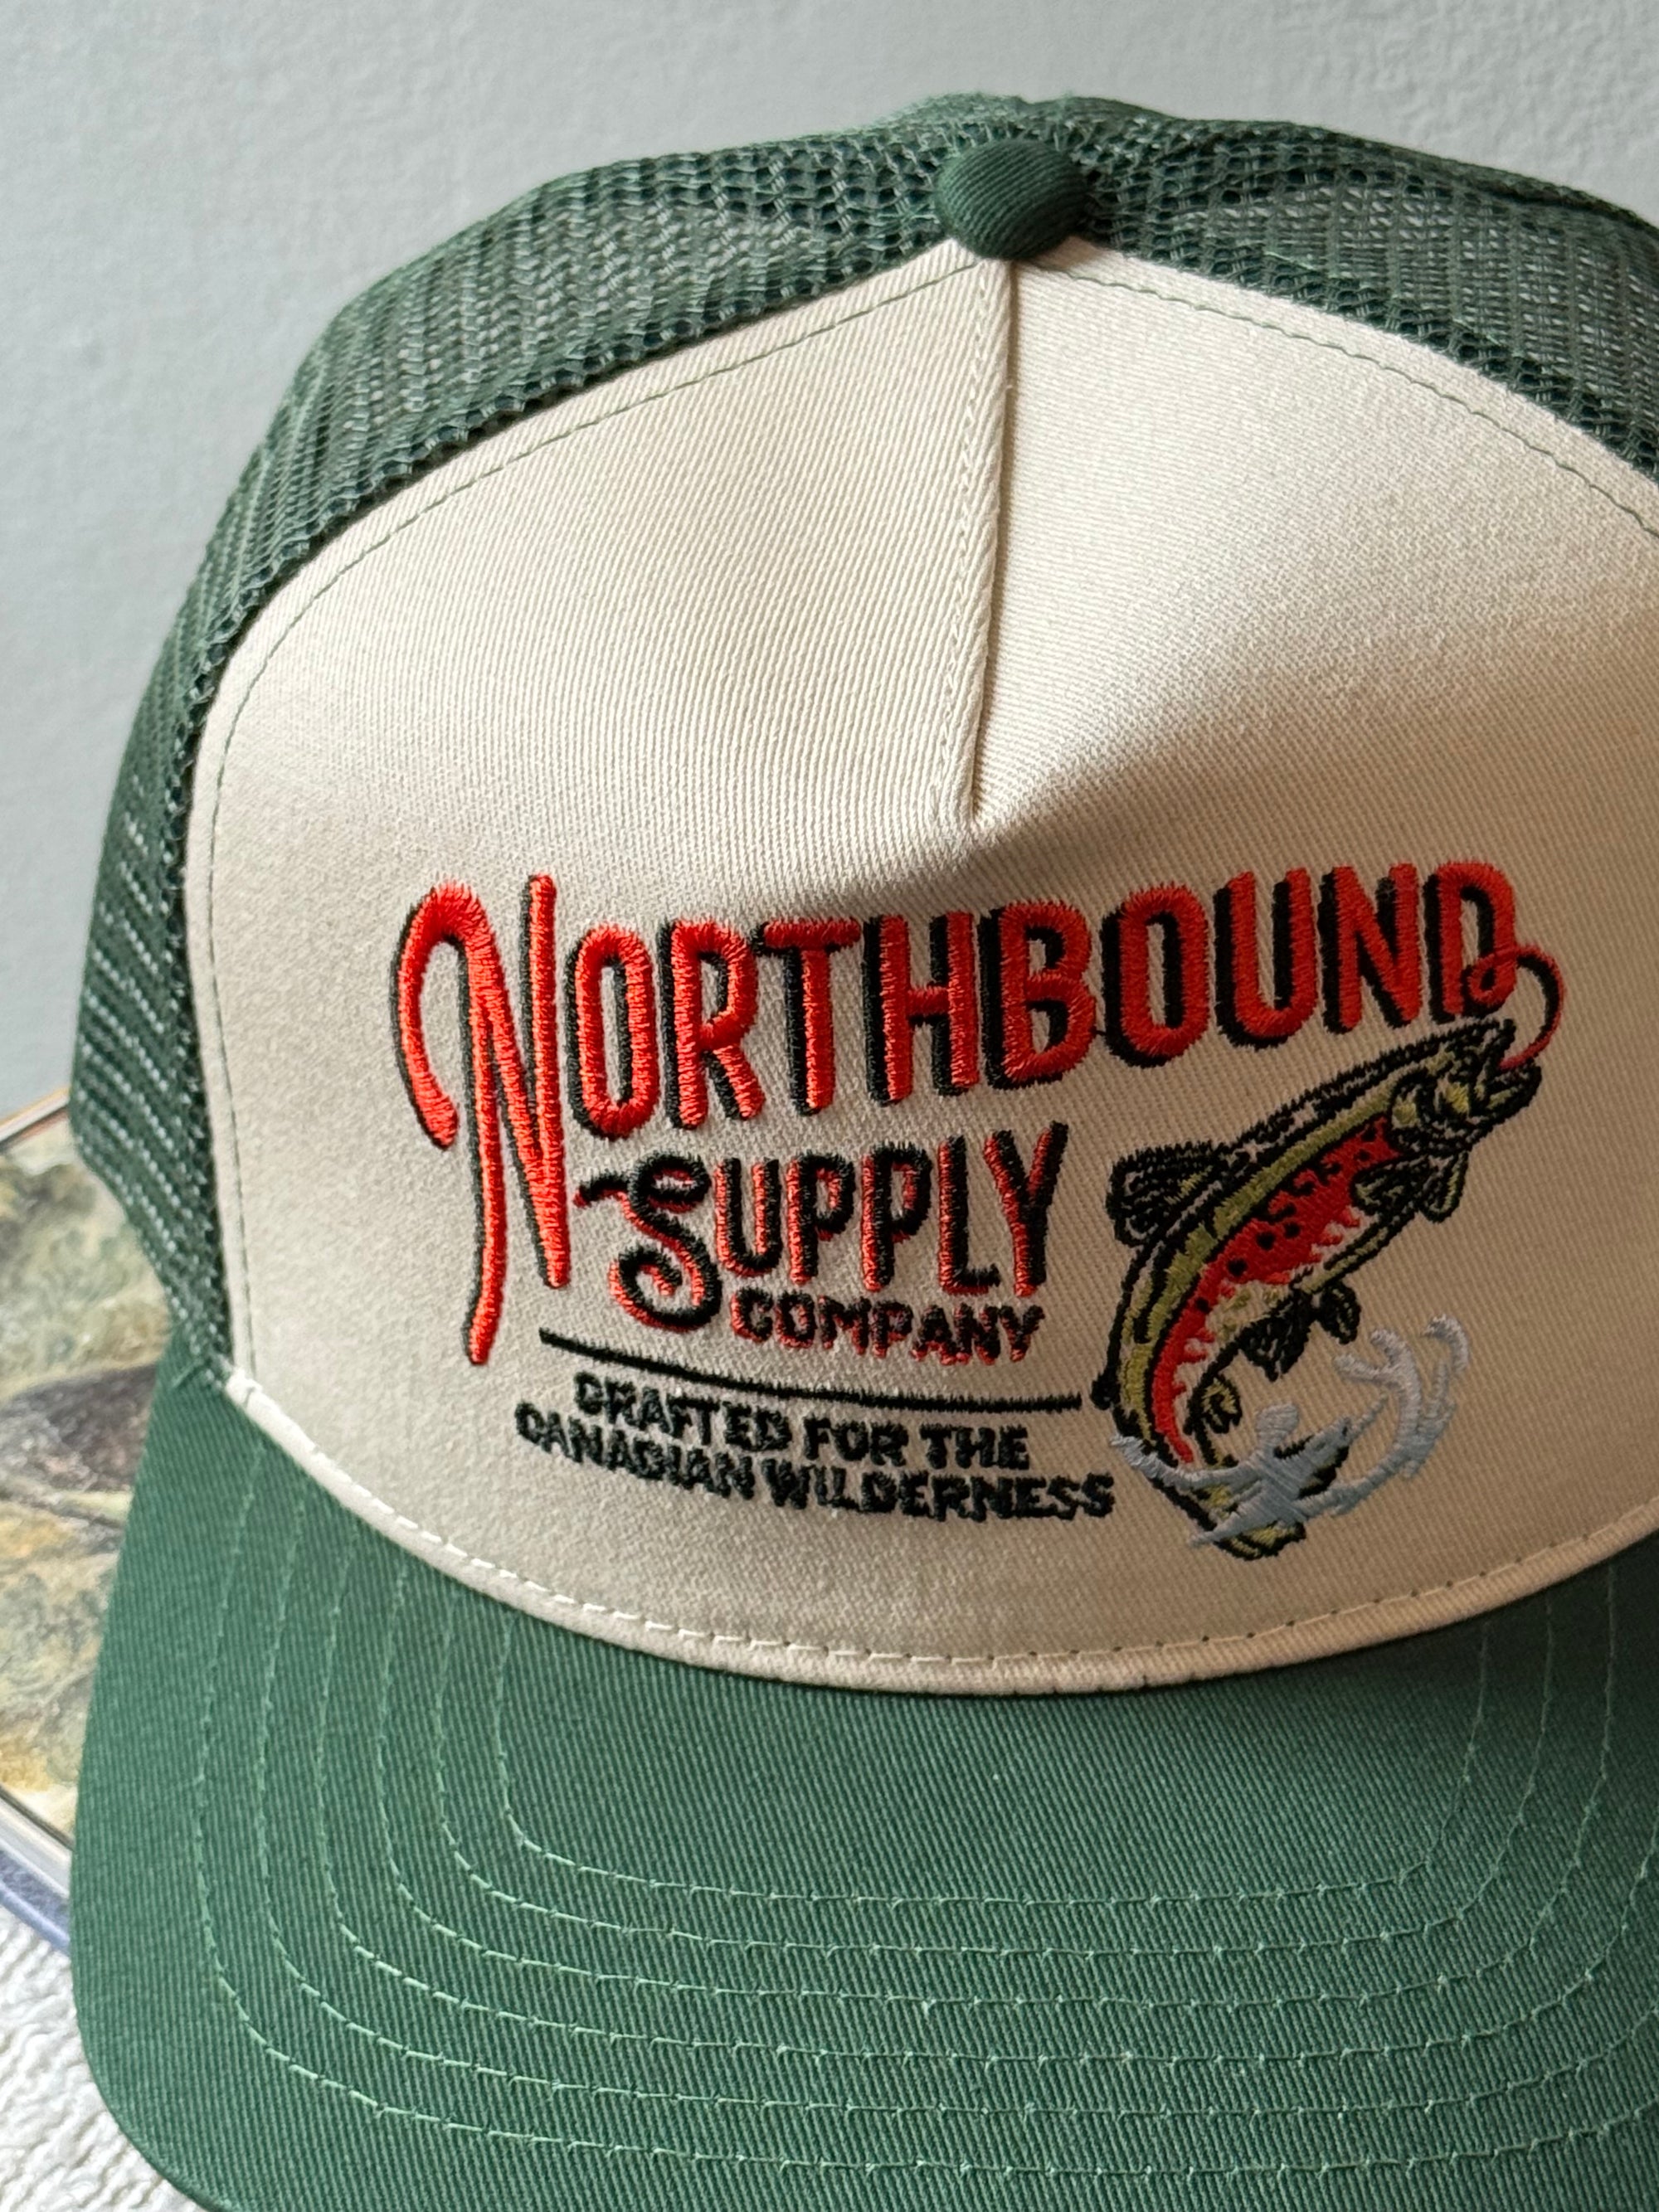 NORTHBOUND
SUPPLY
COMPANY
CRAFTED FOR THE
CANADIAN WILDERNESS